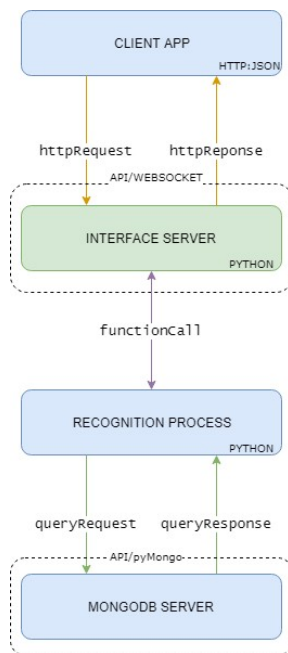 CLIENT APP
HTTP:JSON
httpRequest httpReponse
API/WEBSOCKET
INTERFACE SERVER
PYTHON
functionCall
RECOGNITION PROCESS
PYTHON
queryRequest queryResponse
API/pyMongo
MONGODB SERVER